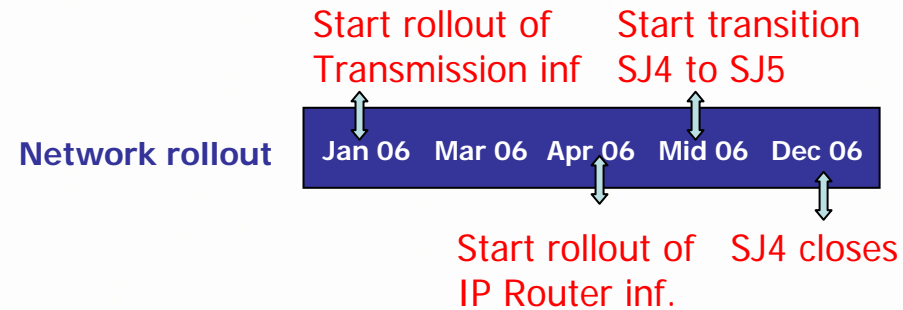 Start rollout of
Transmission inf
Start transition
SJ4 to SJ5
Network rollout
Jan 06 Mar 06 Apr 06 Mid 06 Dec 06
Start rollout of
IP Router inf.
SJ4 closes